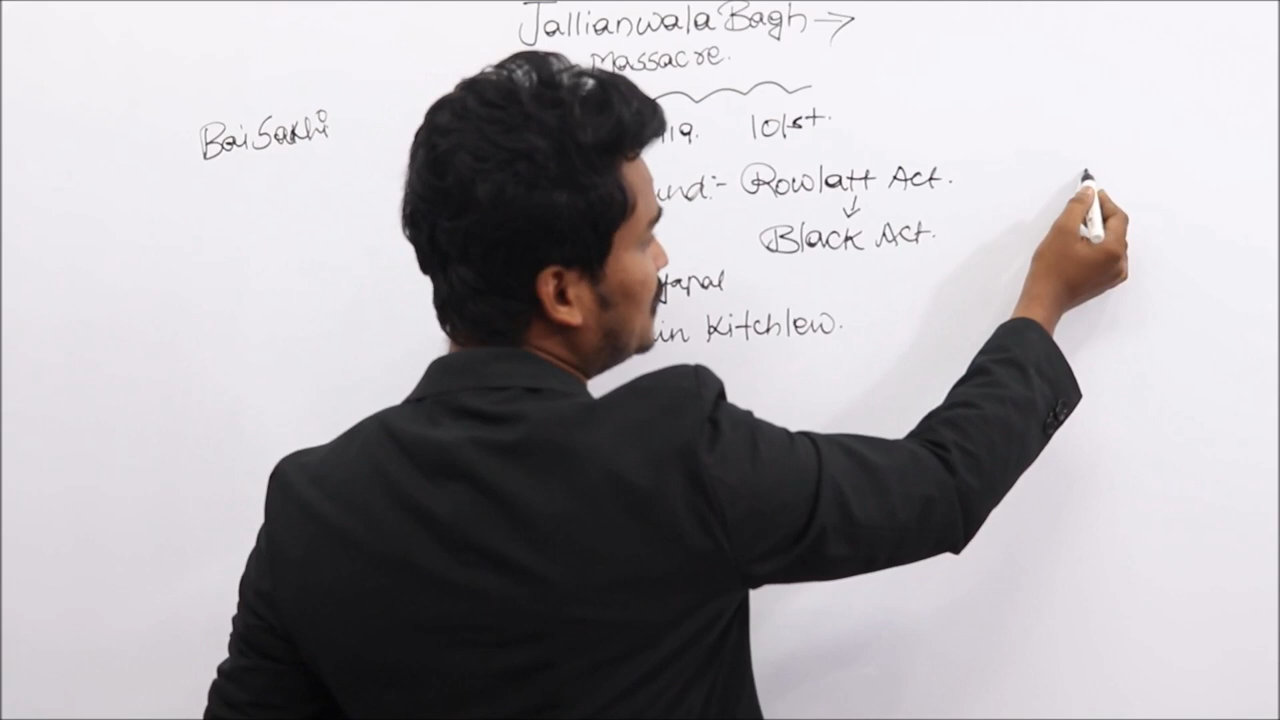 Jallianwala Bagh →
Massacre.
BaiSakhi
19. 101st.
und:- Rowlatt Act.
↓
Black Act.
yapal
in Kitchlew.